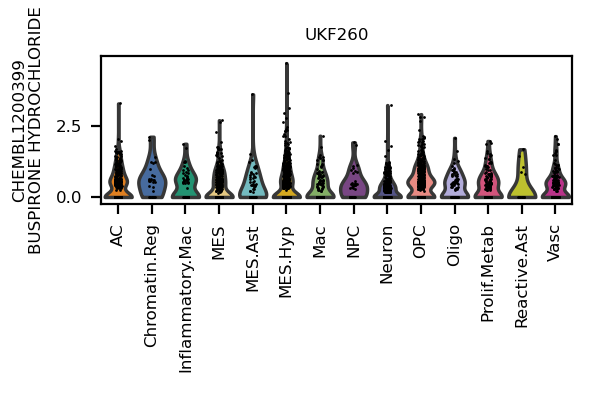 UKF260
CHEMBL1200399
BUSPIRONE HYDROCHLORIDE
2.5
0.0
AC
Chromatin.Reg
Inflammatory.Mac
MES
MES.Ast
MES.Hyp
Mac
NPC
Neuron
OPC
Oligo
Prolif.Metab
Reactive.Ast
Vasc